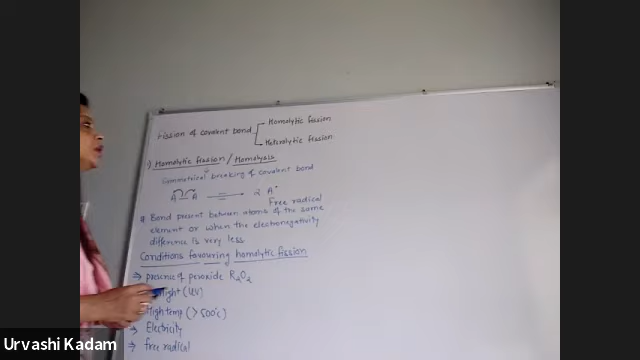 Fission of covalent bond
Homolytic fission
Heterolytic fission
1) Homolytic fission / Homolysis
Symmetrical breaking of covalent bond
A — A ⟶ 2 A•
Free radical
Bond present between atoms of the same
element or when the electronegativity
difference is very less
Conditions favouring homolytic fission
⇒ presence of peroxide R₂O₂
light (UV)
High temp (> 500°C)
⇒ Electricity
⇒ free radical
Urvashi Kadam